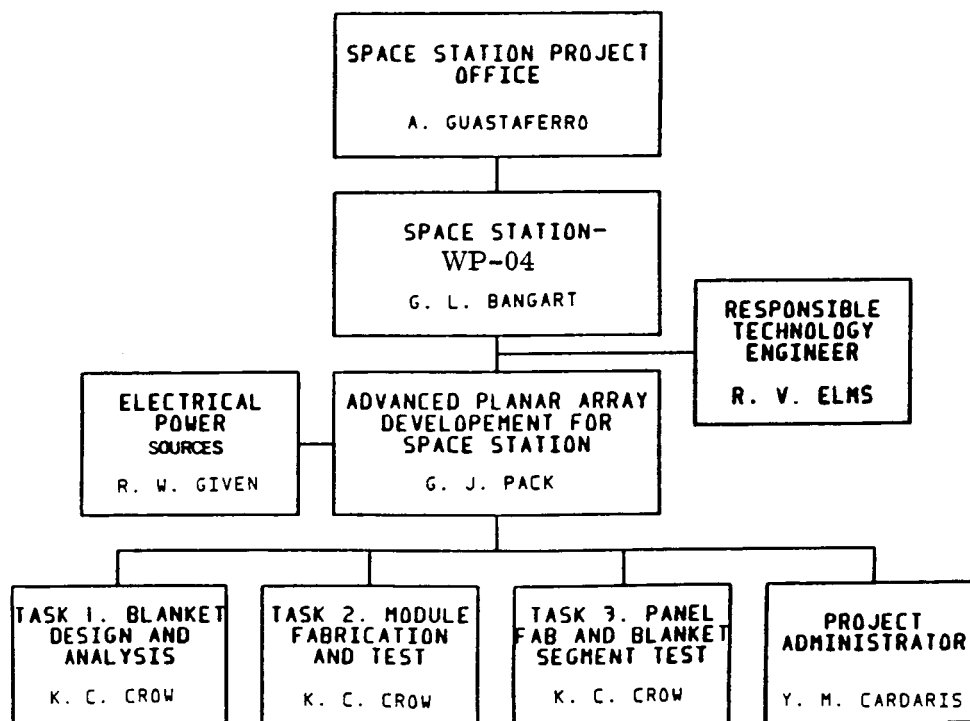 SPACE STATION PROJECT
OFFICE
A. GUASTAFERRO
SPACE STATION-
WP-04
G. L. BANGART
RESPONSIBLE
TECHNOLOGY
ENGINEER
R. V. ELMS
ELECTRICAL
POWER
SOURCES
R. W. GIVEN
ADVANCED PLANAR ARRAY
DEVELOPEMENT FOR
SPACE STATION
G. J. PACK
TASK 1. BLANKET
DESIGN AND
ANALYSIS
K. C. CROW
TASK 2. MODULE
FABRICATION
AND TEST
K. C. CROW
TASK 3. PANEL
FAB AND BLANKET
SEGMENT TEST
K. C. CROW
PROJECT
ADMINISTRATOR
Y. M. CARDARIS